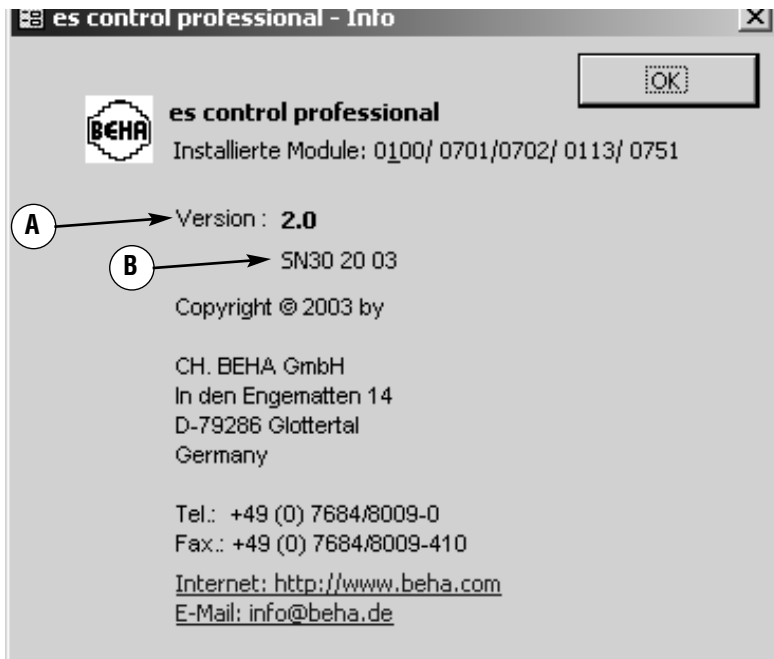 es control professional - Info
OK
BEHA
es control professional
Installierte Module: 0100/ 0701/0702/ 0113/ 0751
A
Version : 2.0
B
SN30 20 03
Copyright © 2003 by
CH. BEHA GmbH
In den Engematten 14
D-79286 Glottertal
Germany
Tel.: +49 (0) 7684/8009-0
Fax.: +49 (0) 7684/8009-410
Internet: http://www.beha.com
E-Mail: info@beha.de